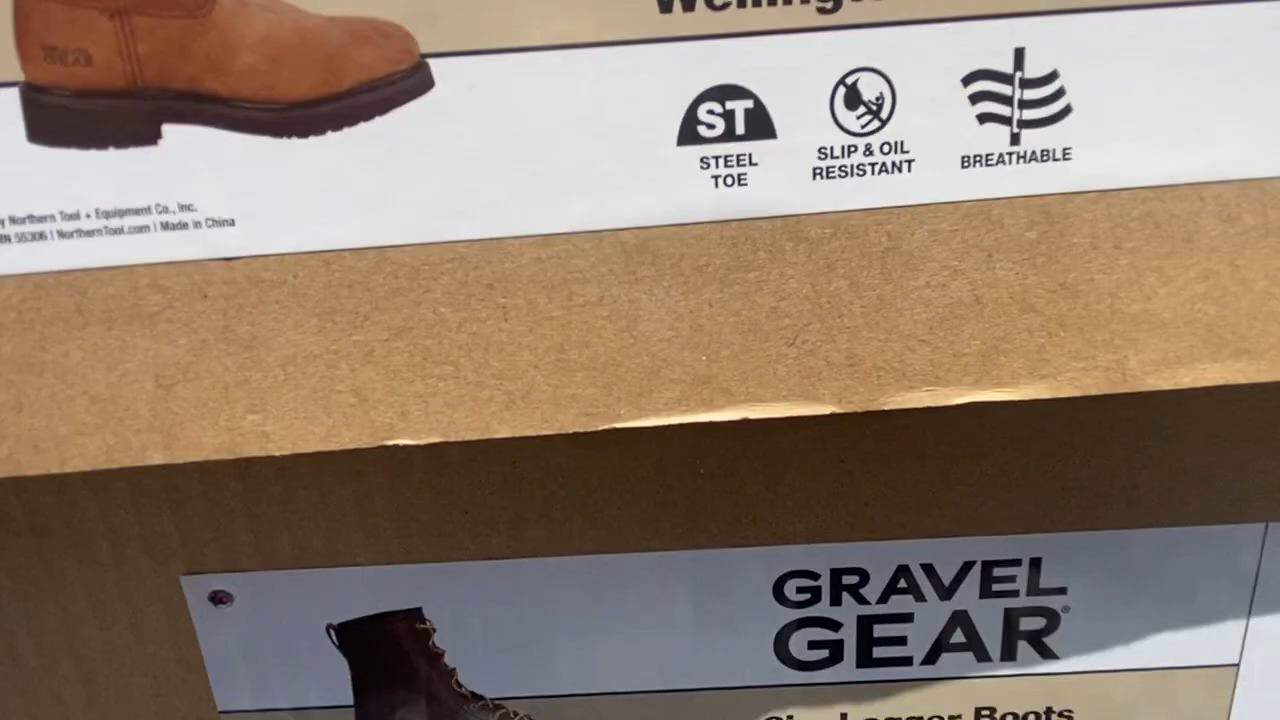 ST
STEEL
TOE
SLIP & OIL
RESISTANT
BREATHABLE
Northern Tool + Equipment Co., Inc.
55306 | NorthernTool.com | Made in China
GRAVEL
GEAR®
Logger Boots